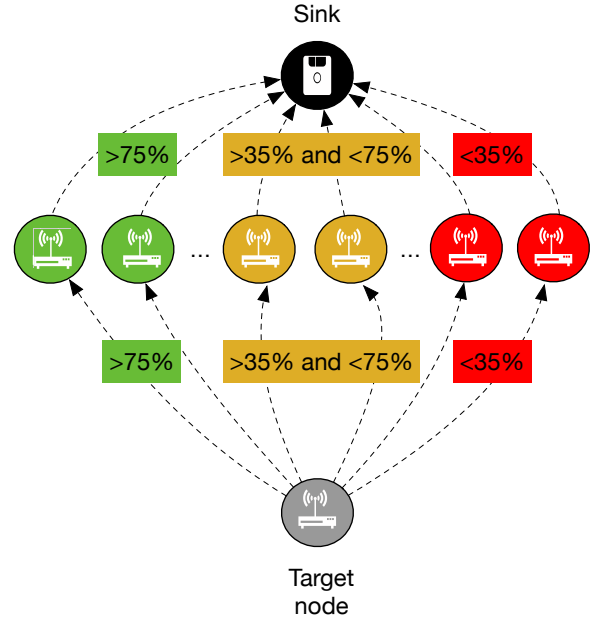 Sink
>75%
>35% and <75%
<35%
...
...
>75%
>35% and <75%
<35%
Target
node